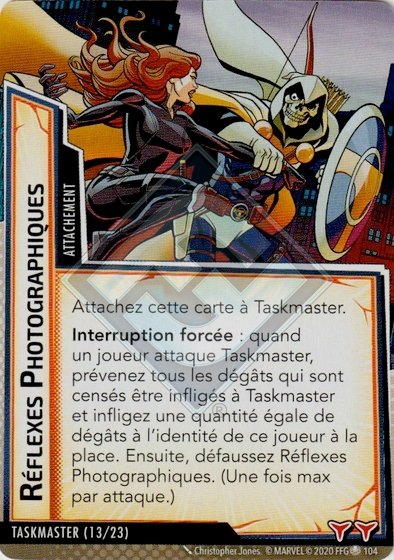 RÉFLEXES PHOTOGRAPHIQUES
ATTACHEMENT
Attachez cette carte à Taskmaster.
Interruption forcée : quand
un joueur attaque Taskmaster,
prévenez tous les dégâts qui sont
censés être infligés à Taskmaster
et infligez une quantité égale de
dégâts à l'identité de ce joueur à la
place. Ensuite, défaussez Réflexes
Photographiques. (Une fois max
par attaque.)
®
TASKMASTER (13/23)
Christopher Jones. © MARVEL © 2020 FFG 104